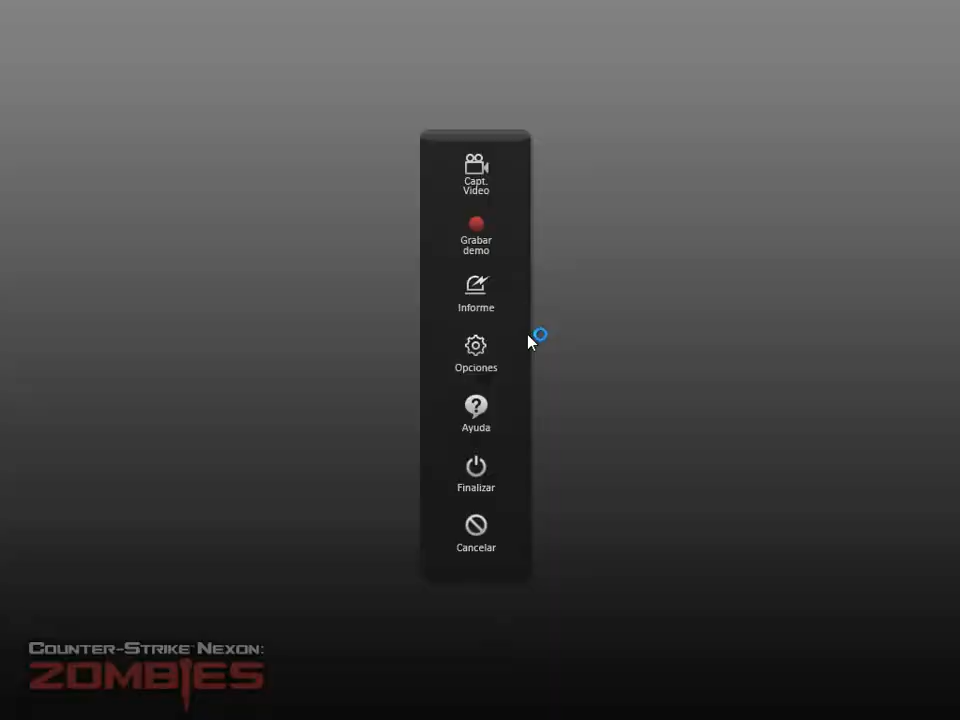 Capt.
Video
Grabar
demo
Informe
Opciones
?
Ayuda
Finalizar
Cancelar
COUNTER-STRIKE NEXON:
ZOMBIES